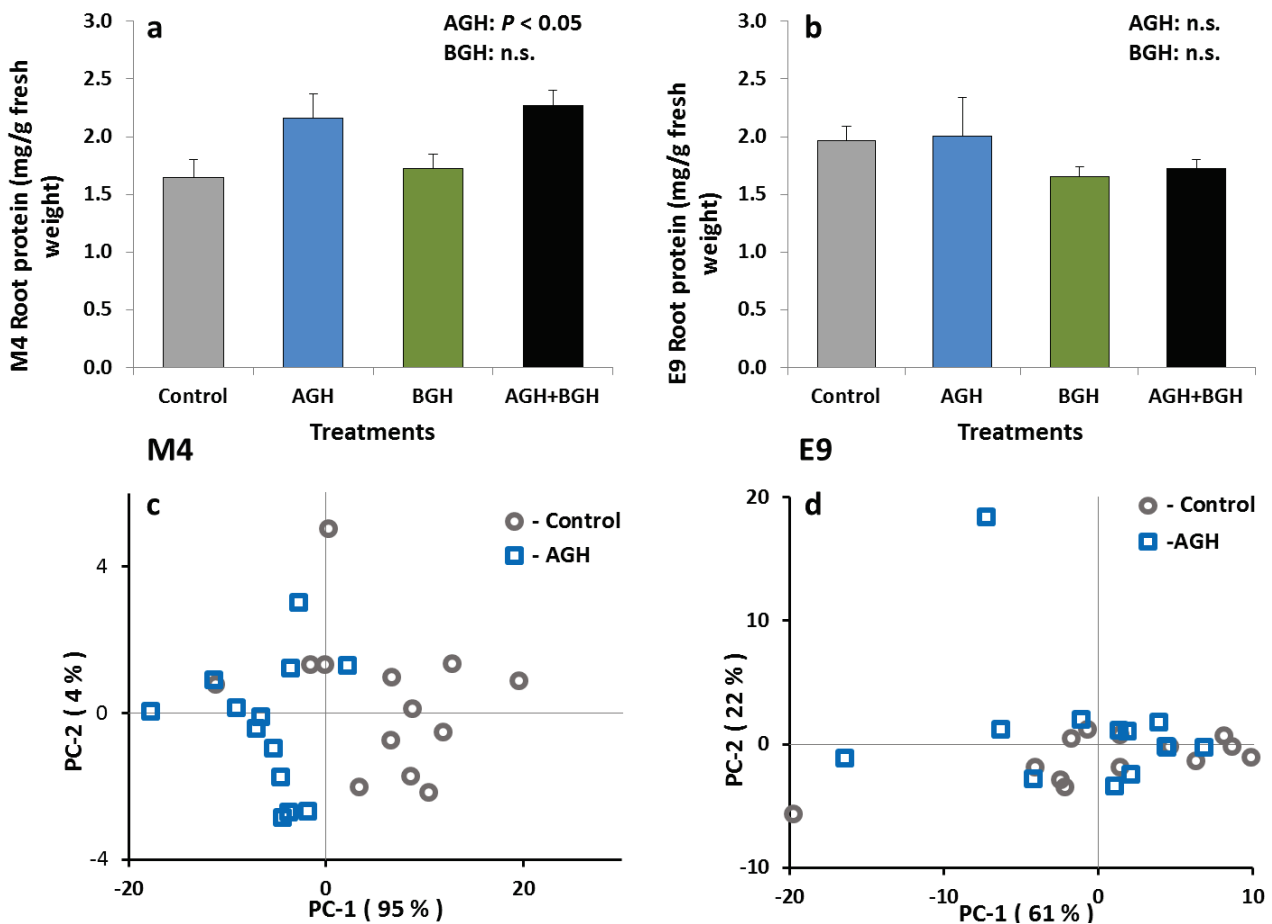 a
AGH: P < 0.05
BGH: n.s.
M4 Root protein (mg/g fresh
weight)
3.0
2.5
2.0
1.5
1.0
0.5
0.0
Control AGH BGH AGH+BGH
Treatments
b
AGH: n.s.
BGH: n.s.
E9 Root protein (mg/g fresh
weight)
3.0
2.5
2.0
1.5
1.0
0.5
0.0
Control AGH BGH AGH+BGH
Treatments
M4
c
- Control
- AGH
PC-2 ( 4 % )
4
0
-4
-20 0 20
PC-1 ( 95 % )
E9
d
- Control
-AGH
PC-2 ( 22 % )
20
10
0
-10
-20 -10 0 10
PC-1 ( 61 % )